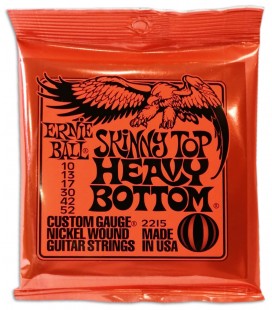 ERNIE
BALL®
SKINNY TOP
HEAVY
BOTTOM®
10
13
17
30
42
52
CUSTOM GAUGE® 2215
NICKEL WOUND MADE
GUITAR STRINGS IN USA